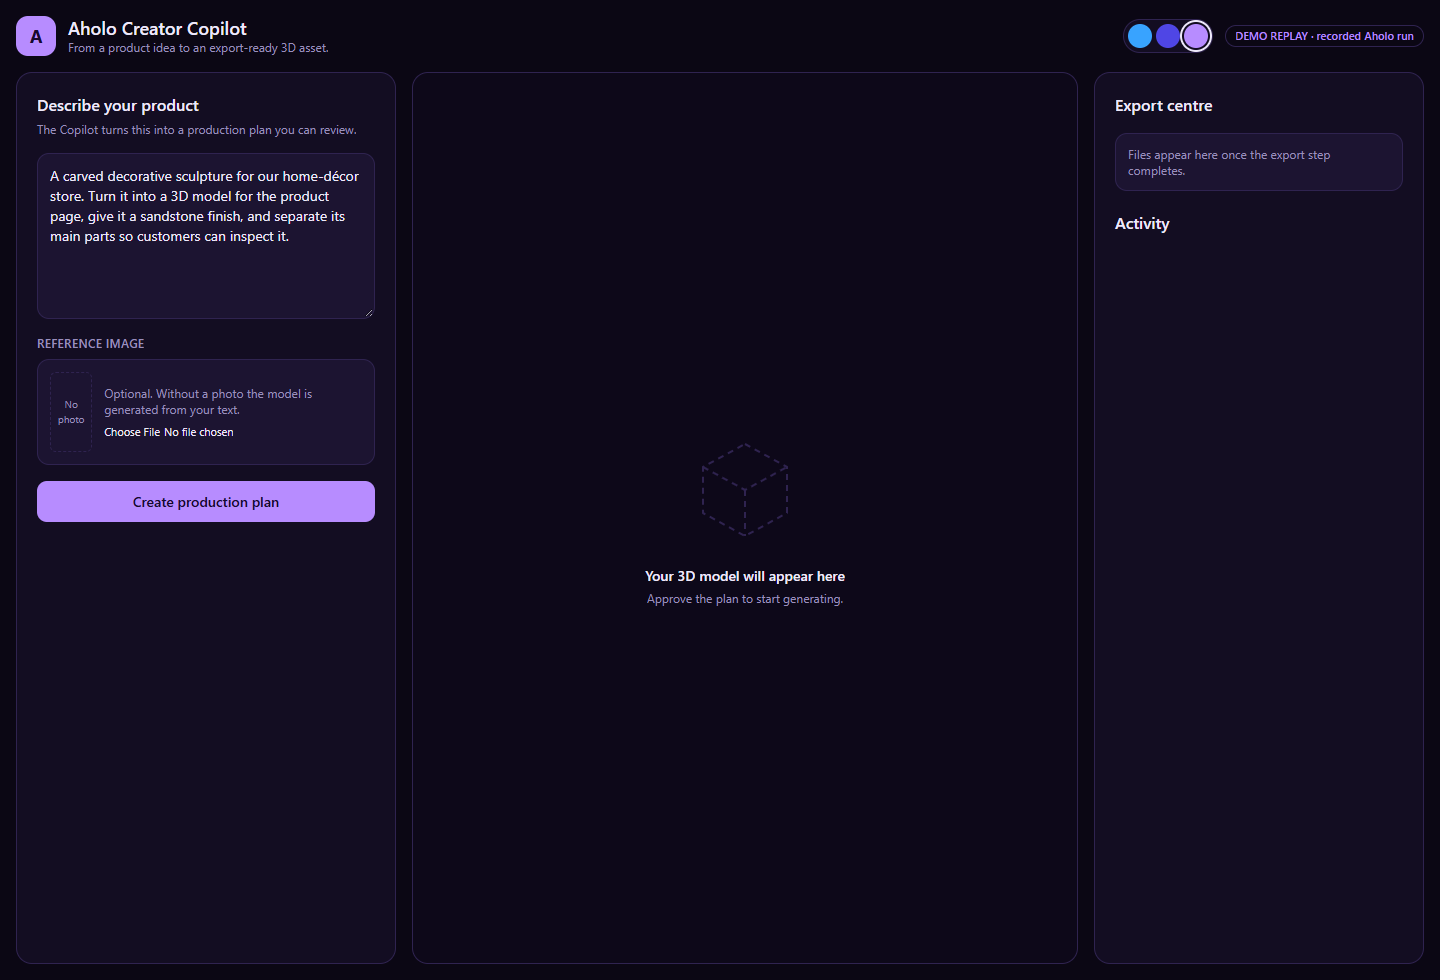 A
Aholo Creator Copilot
From a product idea to an export-ready 3D asset.
DEMO REPLAY · recorded Aholo run
Describe your product
The Copilot turns this into a production plan you can review.
A carved decorative sculpture for our home-décor
store. Turn it into a 3D model for the product
page, give it a sandstone finish, and separate its
main parts so customers can inspect it.
REFERENCE IMAGE
No
photo
Optional. Without a photo the model is
generated from your text.
Choose File No file chosen
Create production plan
Your 3D model will appear here
Approve the plan to start generating.
Export centre
Files appear here once the export step
completes.
Activity